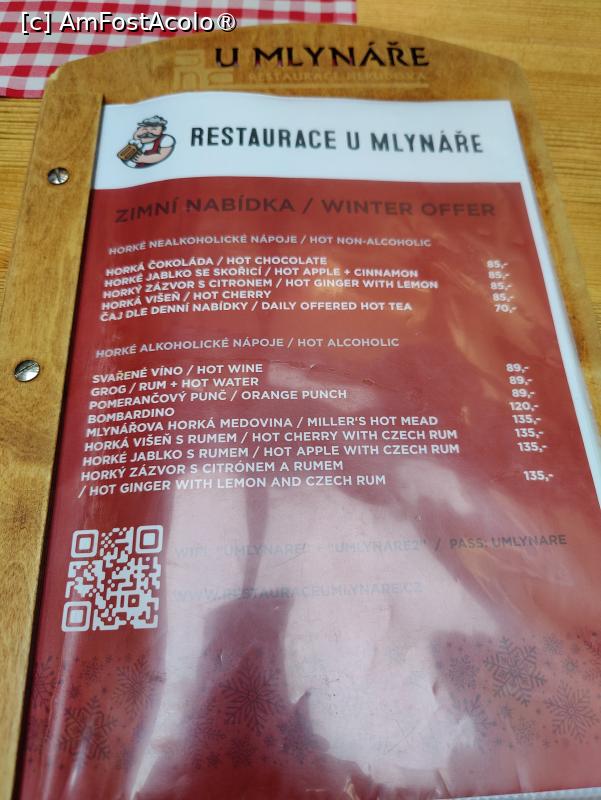 [c] AmFostAcolo®
U MLYNÁŘE
RESTAURACE NERUDOVA
RESTAURACE U MLYNÁŘE
ZIMNÍ NABÍDKA / WINTER OFFER
HORKÉ NEALKOHOLICKÉ NÁPOJE / HOT NON-ALCOHOLIC
HORKÁ ČOKOLÁDA / HOT CHOCOLATE 85,-
HORKÉ JABLKO SE SKOŘICÍ / HOT APPLE + CINNAMON 85,-
HORKÝ ZÁZVOR S CITRONEM / HOT GINGER WITH LEMON 85,-
HORKÁ VIŠEŇ / HOT CHERRY 85,-
ČAJ DLE DENNÍ NABÍDKY / DAILY OFFERED HOT TEA 70,-
HORKÉ ALKOHOLICKÉ NÁPOJE / HOT ALCOHOLIC
SVAŘENÉ VÍNO / HOT WINE 89,-
GROG / RUM + HOT WATER 89,-
POMERANČOVÝ PUNČ / ORANGE PUNCH 89,-
BOMBARDINO 120,-
MLYNÁŘOVA HORKÁ MEDOVINA / MILLER'S HOT MEAD 135,-
HORKÁ VIŠEŇ S RUMEM / HOT CHERRY WITH CZECH RUM 135,-
HORKÉ JABLKO S RUMEM / HOT APPLE WITH CZECH RUM 135,-
HORKÝ ZÁZVOR S CITRÓNEM A RUMEM
/ HOT GINGER WITH LEMON AND CZECH RUM 135,-
WIFI: "UMLYNARE" - "UMLYNARE2" / PASS: UMLYNARE
WWW.RESTAURACEUMLYNARE.CZ